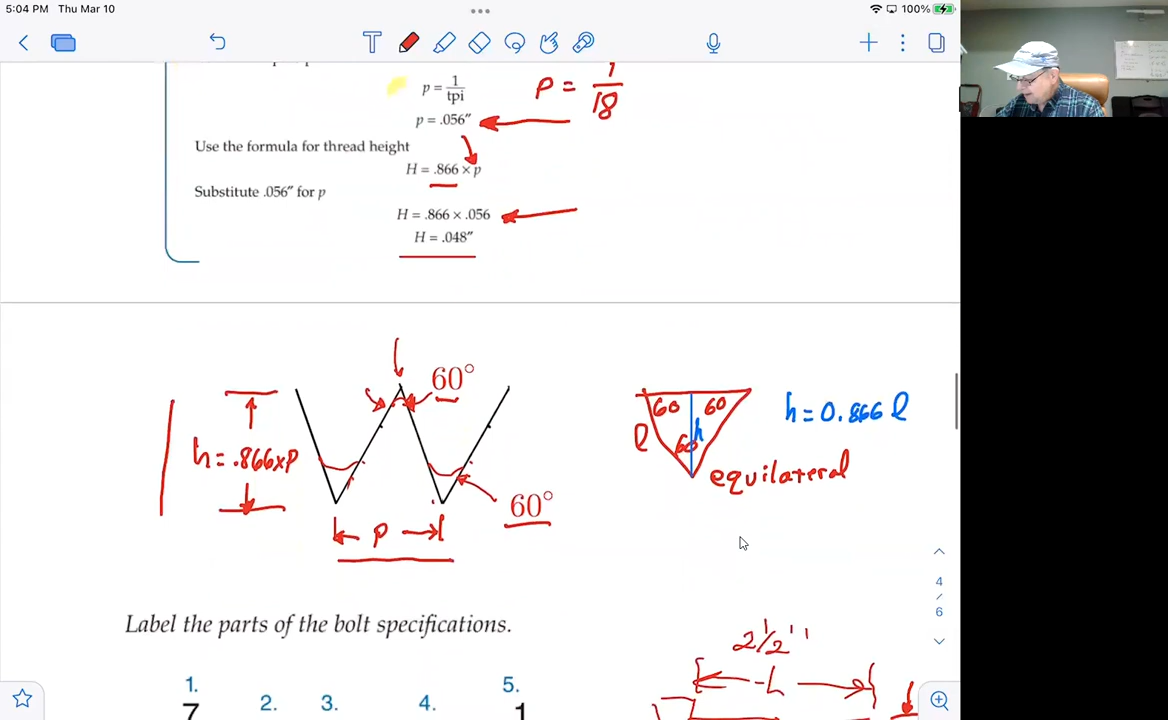 5:04 PM Thu Mar 10
100%
T
p = 1/tpi
p = 1/18
p = .056"
Use the formula for thread height
H = .866 × p
Substitute .056" for p
H = .866 × .056
H = .048"
60°
60 60
60
h
l
h = 0.866 l
h = .866xp
equilateral
60°
p
4
/
6
Label the parts of the bolt specifications.
2 1/2"
L
1. 2. 3. 4. 5.
7 1